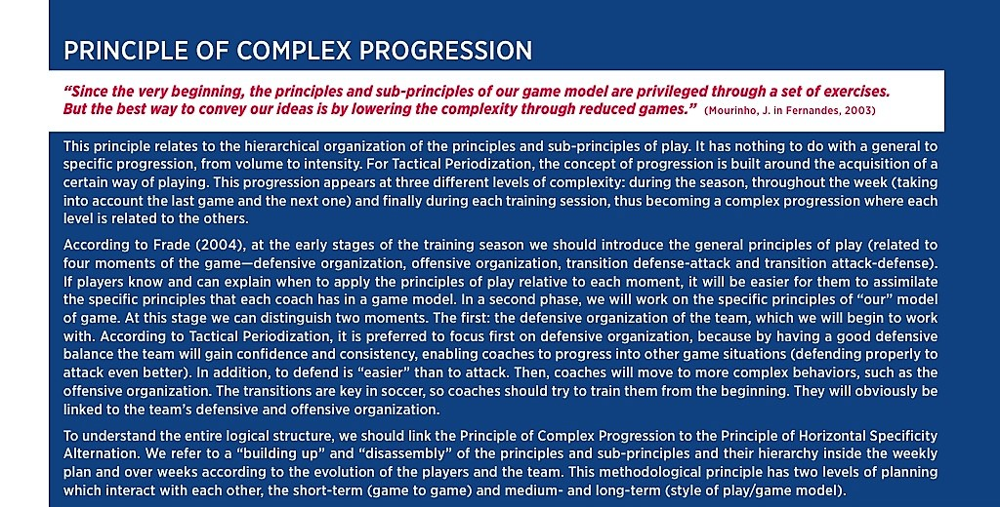 PRINCIPLE OF COMPLEX PROGRESSION
“Since the very beginning, the principles and sub-principles of our game model are privileged through a set of exercises.
But the best way to convey our ideas is by lowering the complexity through reduced games.” (Mourinho, J. in Fernandes, 2003)
This principle relates to the hierarchical organization of the principles and sub-principles of play. It has nothing to do with a general to
specific progression, from volume to intensity. For Tactical Periodization, the concept of progression is built around the acquisition of a
certain way of playing. This progression appears at three different levels of complexity: during the season, throughout the week (taking
into account the last game and the next one) and finally during each training session, thus becoming a complex progression where each
level is related to the others.
According to Frade (2004), at the early stages of the training season we should introduce the general principles of play (related to
four moments of the game—defensive organization, offensive organization, transition defense-attack and transition attack-defense).
If players know and can explain when to apply the principles of play relative to each moment, it will be easier for them to assimilate
the specific principles that each coach has in a game model. In a second phase, we will work on the specific principles of “our” model
of game. At this stage we can distinguish two moments. The first: the defensive organization of the team, which we will begin to work
with. According to Tactical Periodization, it is preferred to focus first on defensive organization, because by having a good defensive
balance the team will gain confidence and consistency, enabling coaches to progress into other game situations (defending properly to
attack even better). In addition, to defend is “easier” than to attack. Then, coaches will move to more complex behaviors, such as the
offensive organization. The transitions are key in soccer, so coaches should try to train them from the beginning. They will obviously be
linked to the team’s defensive and offensive organization.
To understand the entire logical structure, we should link the Principle of Complex Progression to the Principle of Horizontal Specificity
Alternation. We refer to a “building up” and “disassembly” of the principles and sub-principles and their hierarchy inside the weekly
plan and over weeks according to the evolution of the players and the team. This methodological principle has two levels of planning
which interact with each other, the short-term (game to game) and medium- and long-term (style of play/game model).